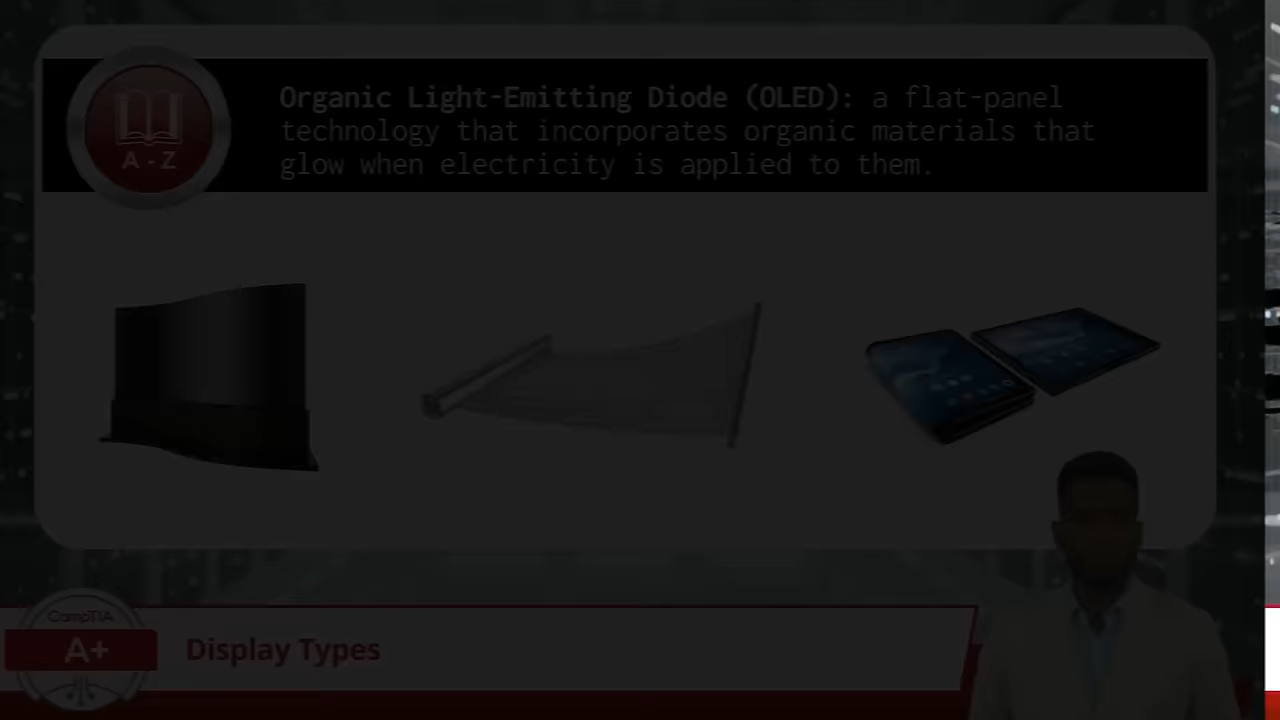 Organic Light-Emitting Diode (OLED): a flat-panel
technology that incorporates organic materials that
glow when electricity is applied to them.
A - Z
CompTIA
A+
Display Types